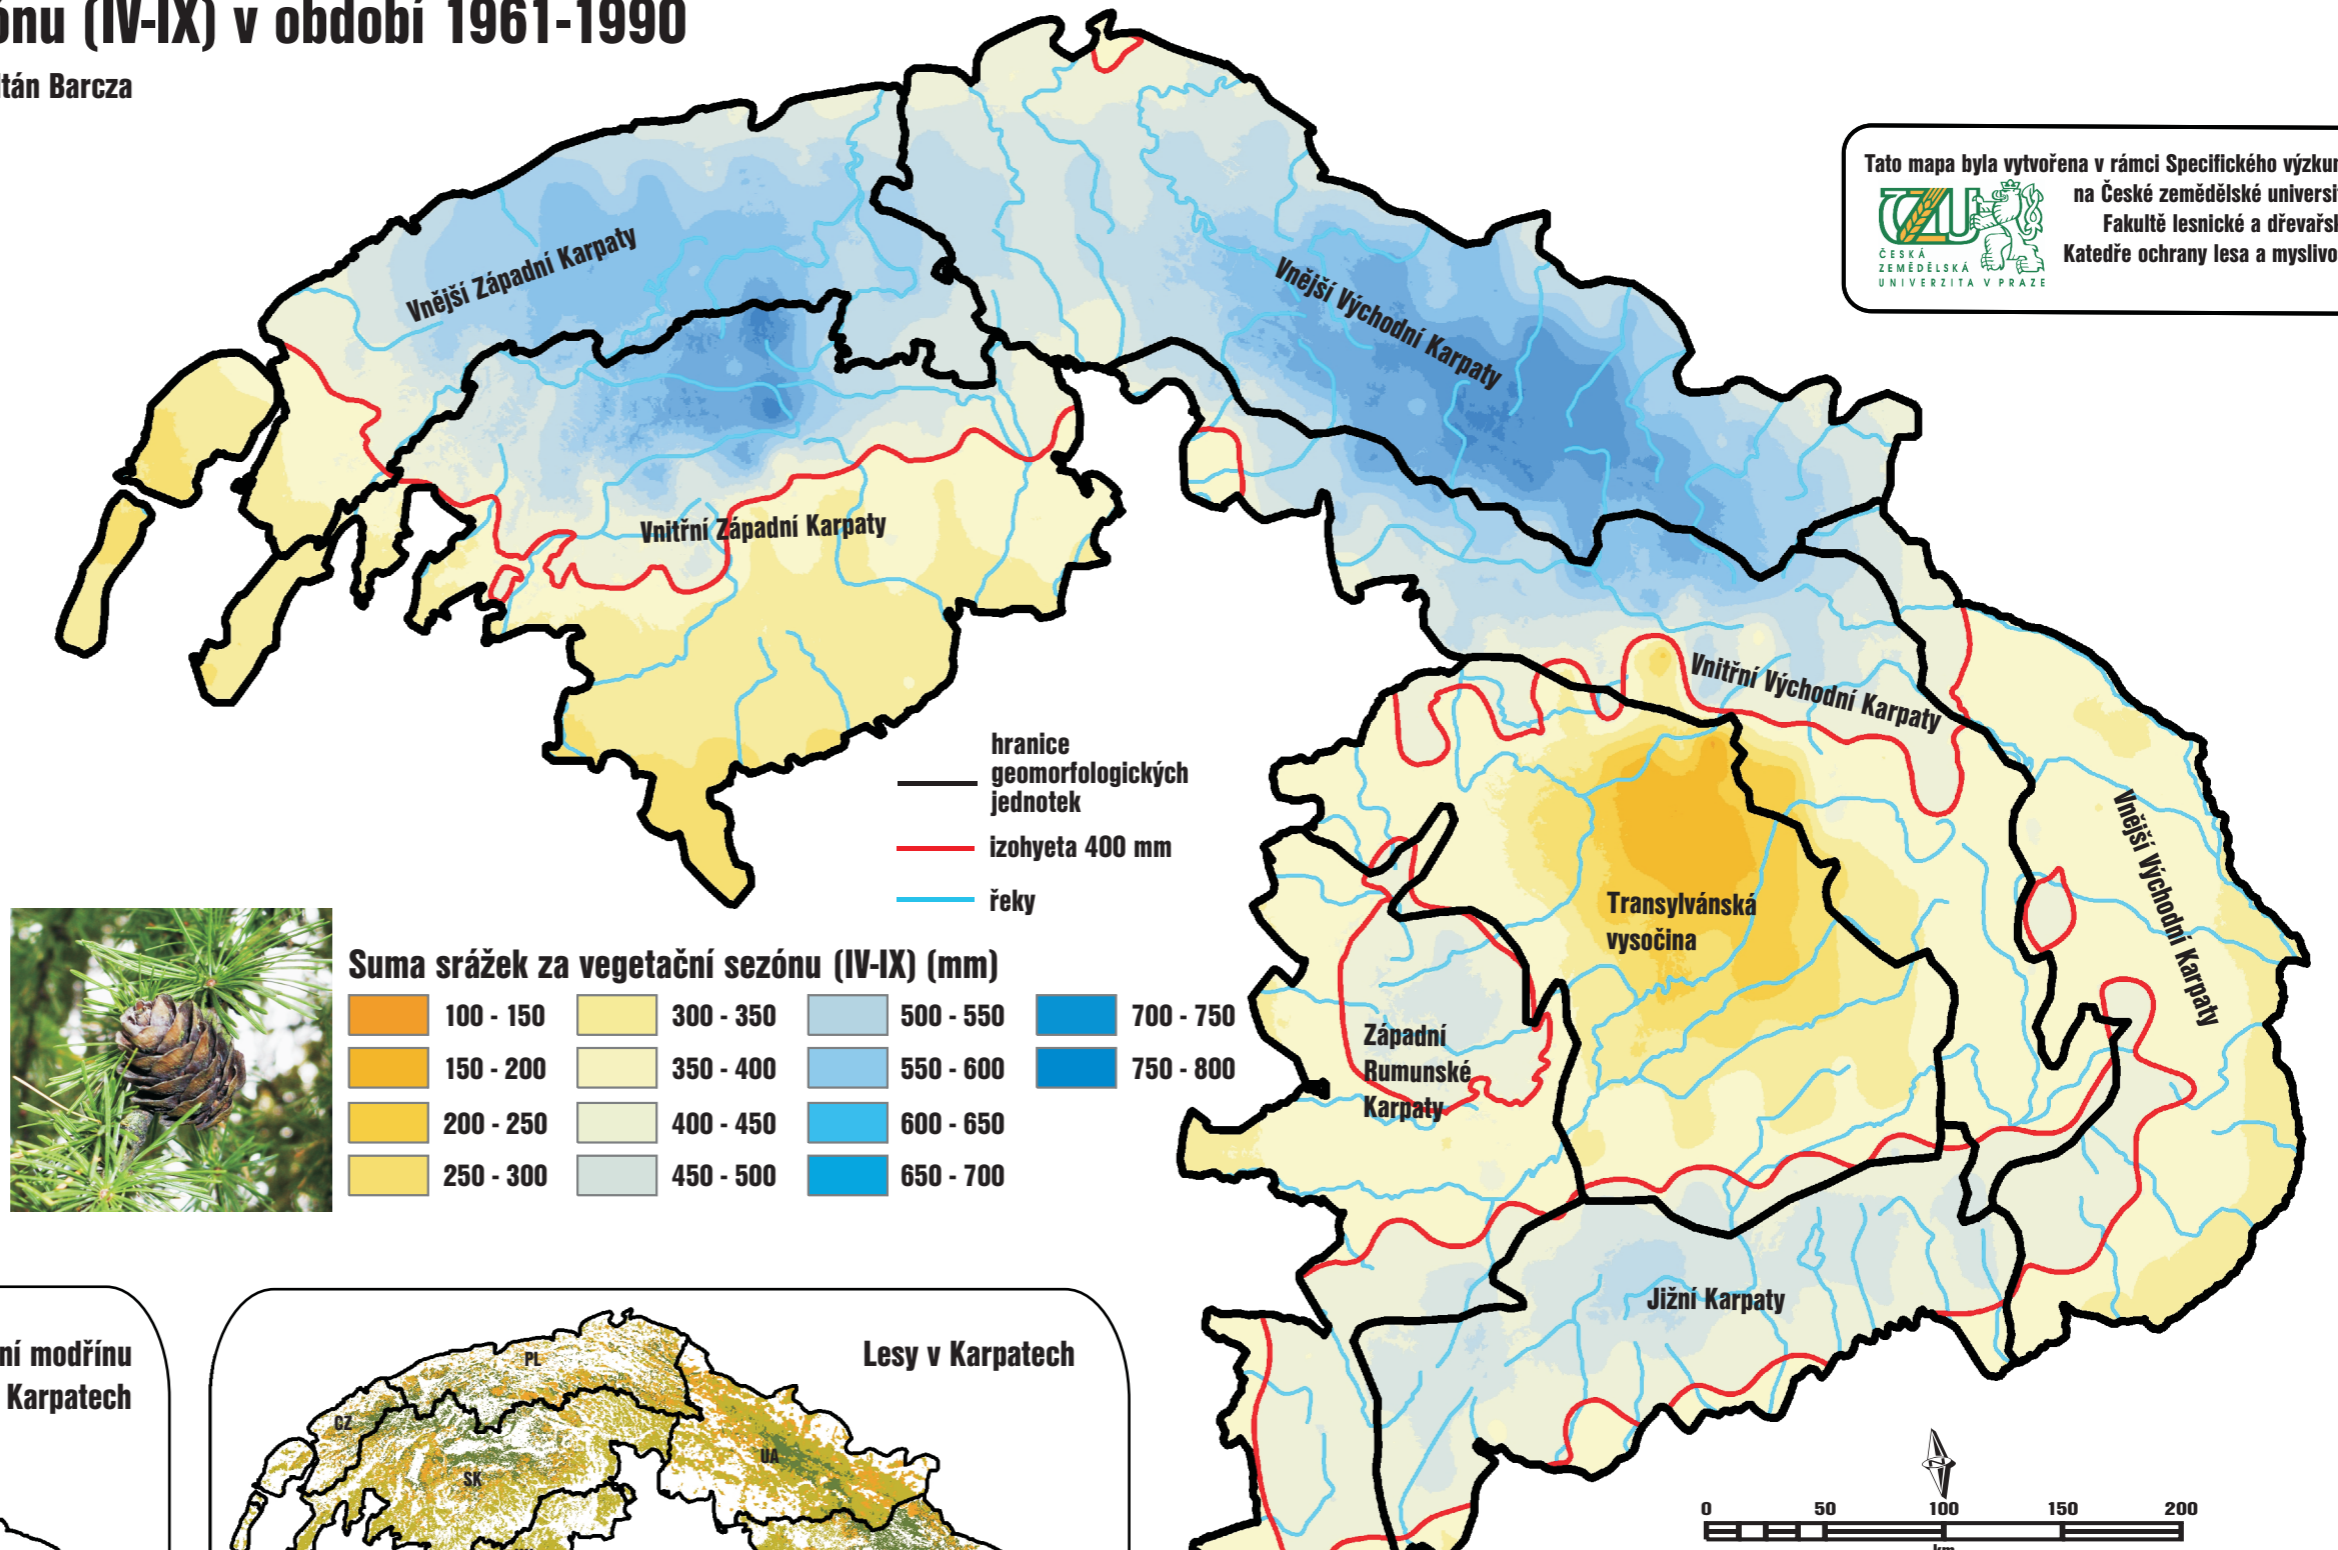 ónu (IV-IX) v období 1961-1990
tán Barcza
Tato mapa byla vytvořena v rámci Specifického výzkum
na České zemědělské universi
Fakultě lesnické a dřevařsk
Katedře ochrany lesa a myslivo
ČZU
ČESKÁ
ZEMĚDĚLSKÁ
UNIVERZITA V PRAZE
Vnější Západní Karpaty
Vnější Východní Karpaty
Vnitřní Západní Karpaty
Vnitřní Východní Karpaty
Vnější Východní Karpaty
hranice
geomorfologických
jednotek
izohyeta 400 mm
řeky
Transylvánská
vysočina
Západní
Rumunské
Karpaty
Jižní Karpaty
Suma srážek za vegetační sezónu (IV-IX) (mm)
100 - 150
300 - 350
500 - 550
700 - 750
150 - 200
350 - 400
550 - 600
750 - 800
200 - 250
400 - 450
600 - 650
250 - 300
450 - 500
650 - 700
ní modřínu
Karpatech
Lesy v Karpatech
PL
CZ
SK
UA
0 50 100 150 200
km